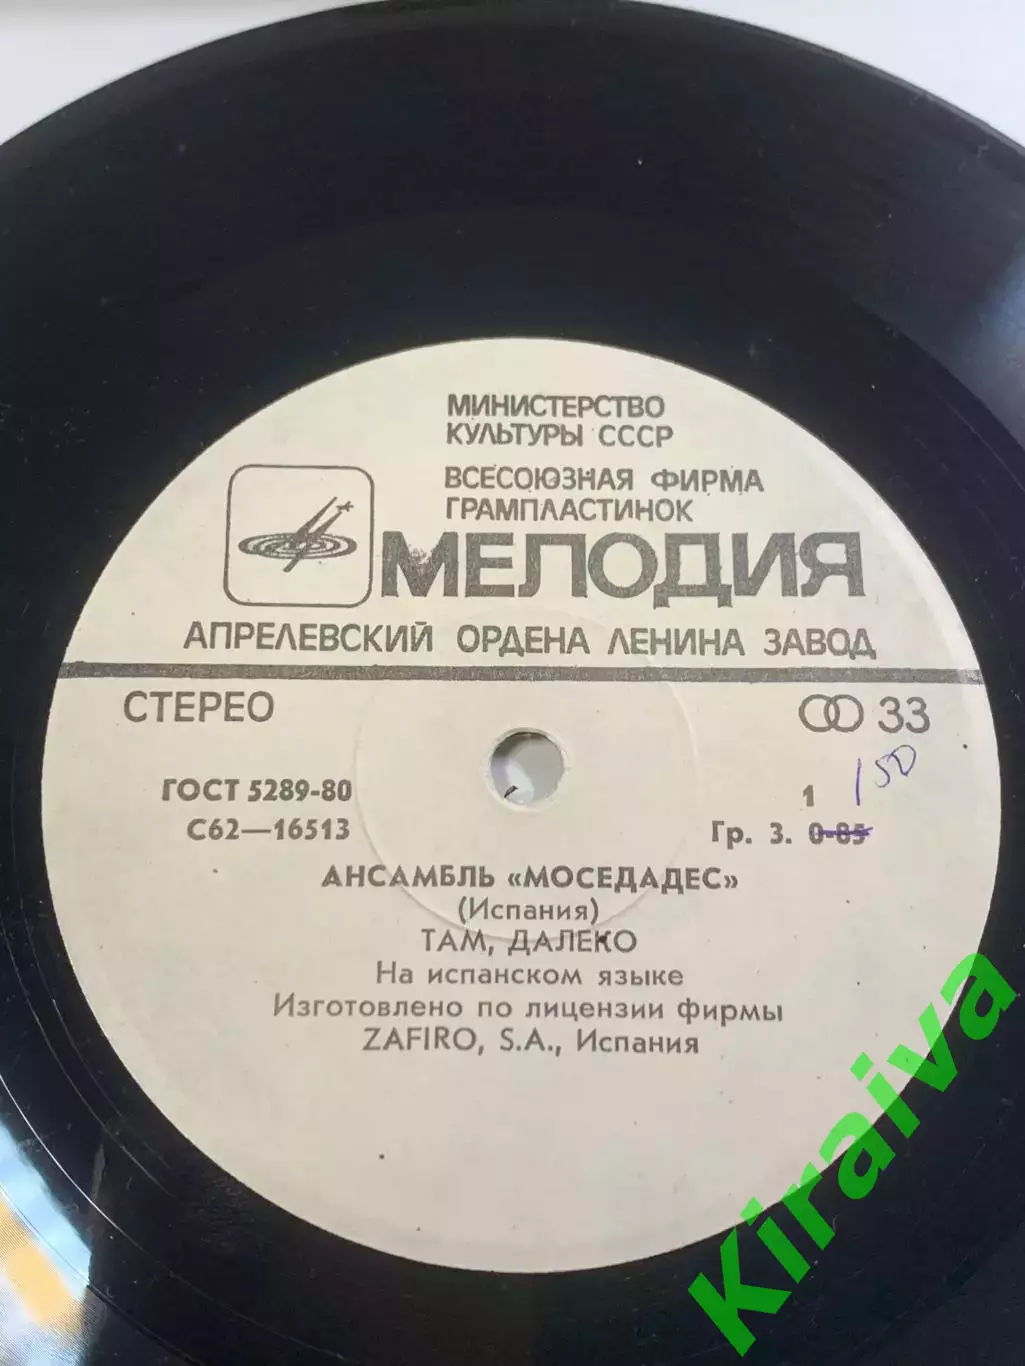 МИНИСТЕРСТВО
КУЛЬТУРЫ СССР
ВСЕСОЮЗНАЯ ФИРМА
ГРАМПЛАСТИНОК
МЕЛОДИЯ
АПРЕЛЕВСКИЙ ОРДЕНА ЛЕНИНА ЗАВОД
СТЕРЕО
33
ГОСТ 5289-80
1
150
С62—16513
Гр. 3. 0-85
АНСАМБЛЬ «МОСЕДАДЕС»
(Испания)
ТАМ, ДАЛЕКО
На испанском языке
Изготовлено по лицензии фирмы
ZAFIRO, S.A., Испания
Kiraiva